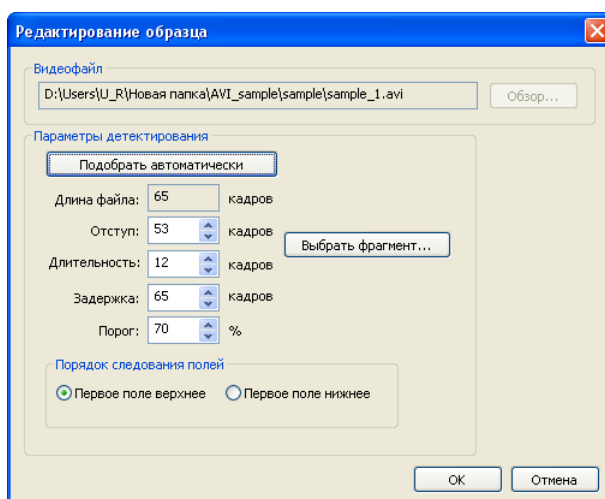 Редактирование образца
Видеофайл
D:\Users\U_R\Новая папка\AVI_sample\sample\sample_1.avi Обзор...
Параметры детектирования
Подобрать автоматически
Длина файла: 65 кадров
Отступ: 53 кадров
Выбрать фрагмент...
Длительность: 12 кадров
Задержка: 65 кадров
Порог: 70 %
Порядок следования полей
Первое поле верхнее Первое поле нижнее
ОК Отмена